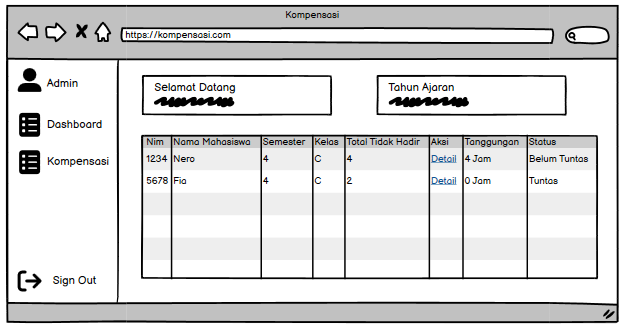 Kompensasi
https://kompensasi.com
Admin
Dashboard
Kompensasi
Sign Out
Selamat Datang
Tahun Ajaran
Nim Nama Mahasiswa Semester Kelas Total Tidak Hadir Aksi Tanggungan Status
1234 Nero 4 C 4 Detail 4 Jam Belum Tuntas
5678 Fia 4 C 2 Detail 0 Jam Tuntas